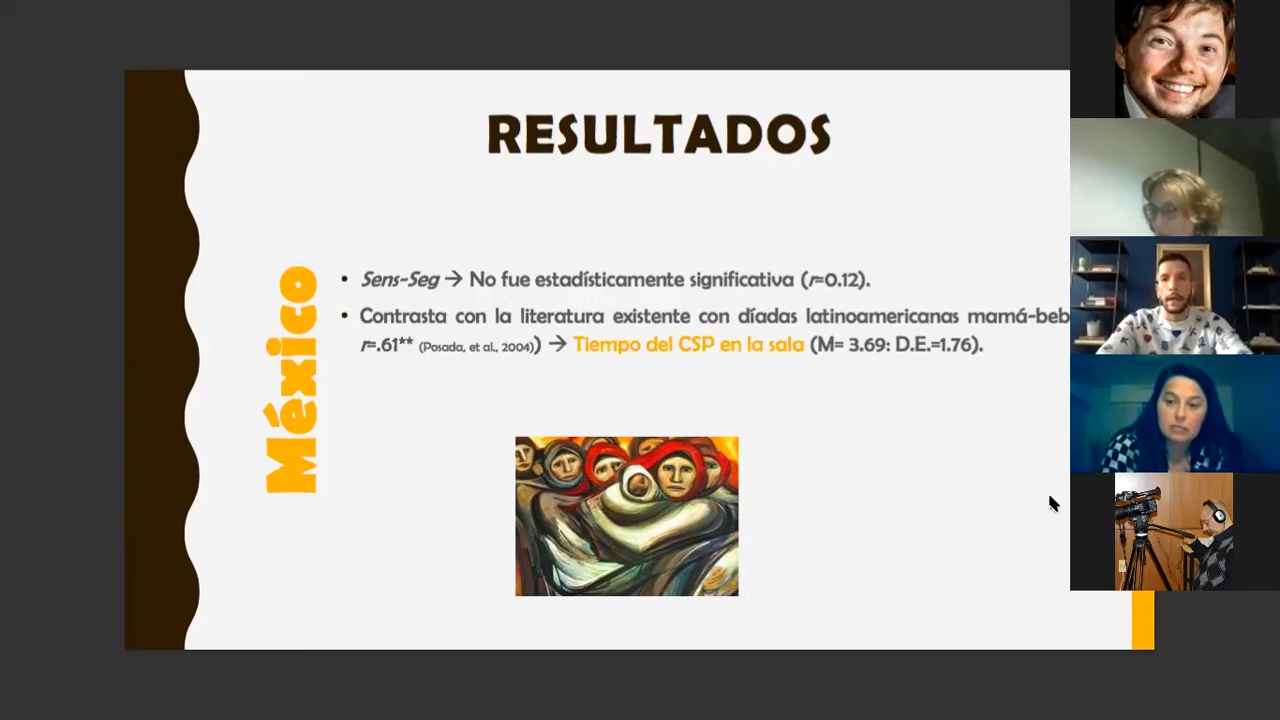 RESULTADOS
México
• Sens-Seg → No fue estadísticamente significativa (r=0.12).
• Contrasta con la literatura existente con díadas latinoamericanas mamá-beb
r=.61** (Posada, et al., 2004)) → Tiempo del CSP en la sala (M= 3.69: D.E.=1.76).